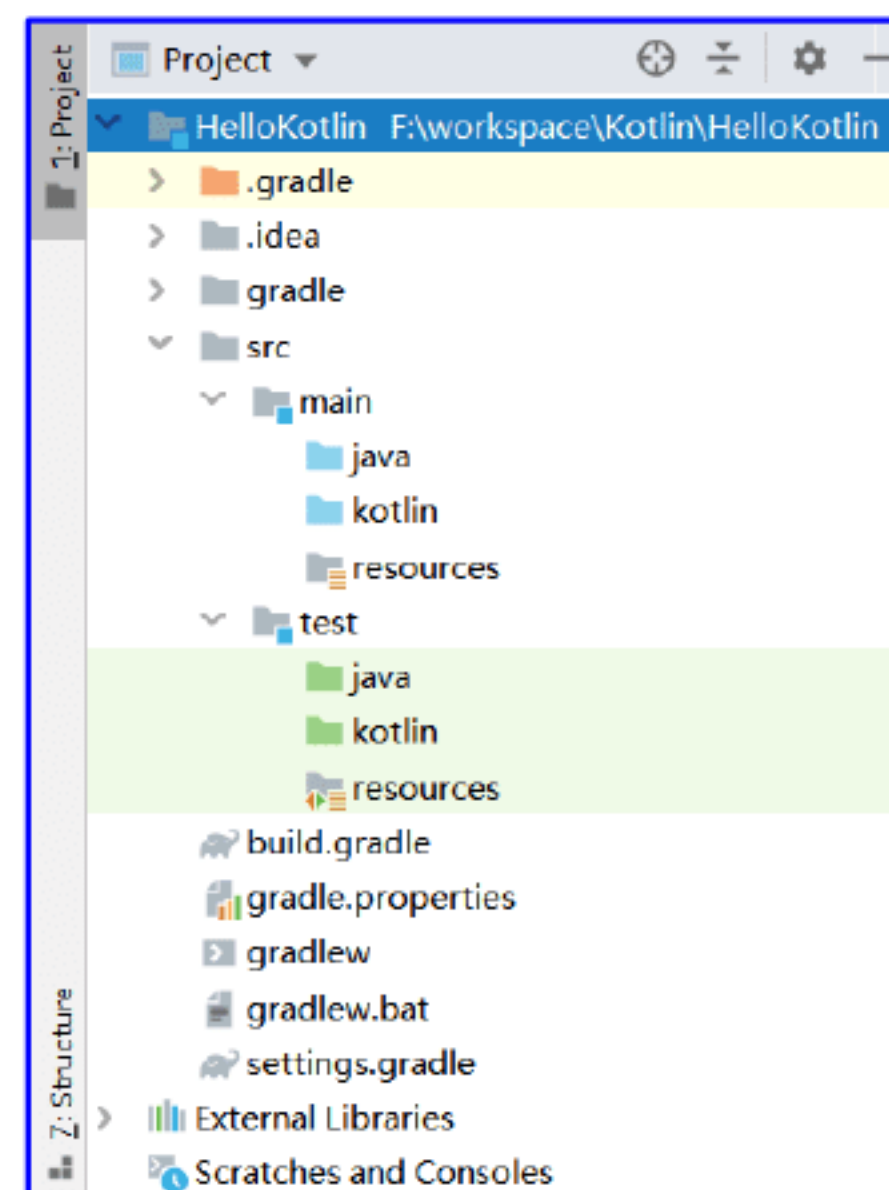 Project
1: Project
HelloKotlin F:\workspace\Kotlin\HelloKotlin
.gradle
.idea
gradle
src
main
java
kotlin
resources
test
java
kotlin
resources
build.gradle
gradle.properties
gradlew
gradlew.bat
settings.gradle
External Libraries
Scratches and Consoles
7: Structure